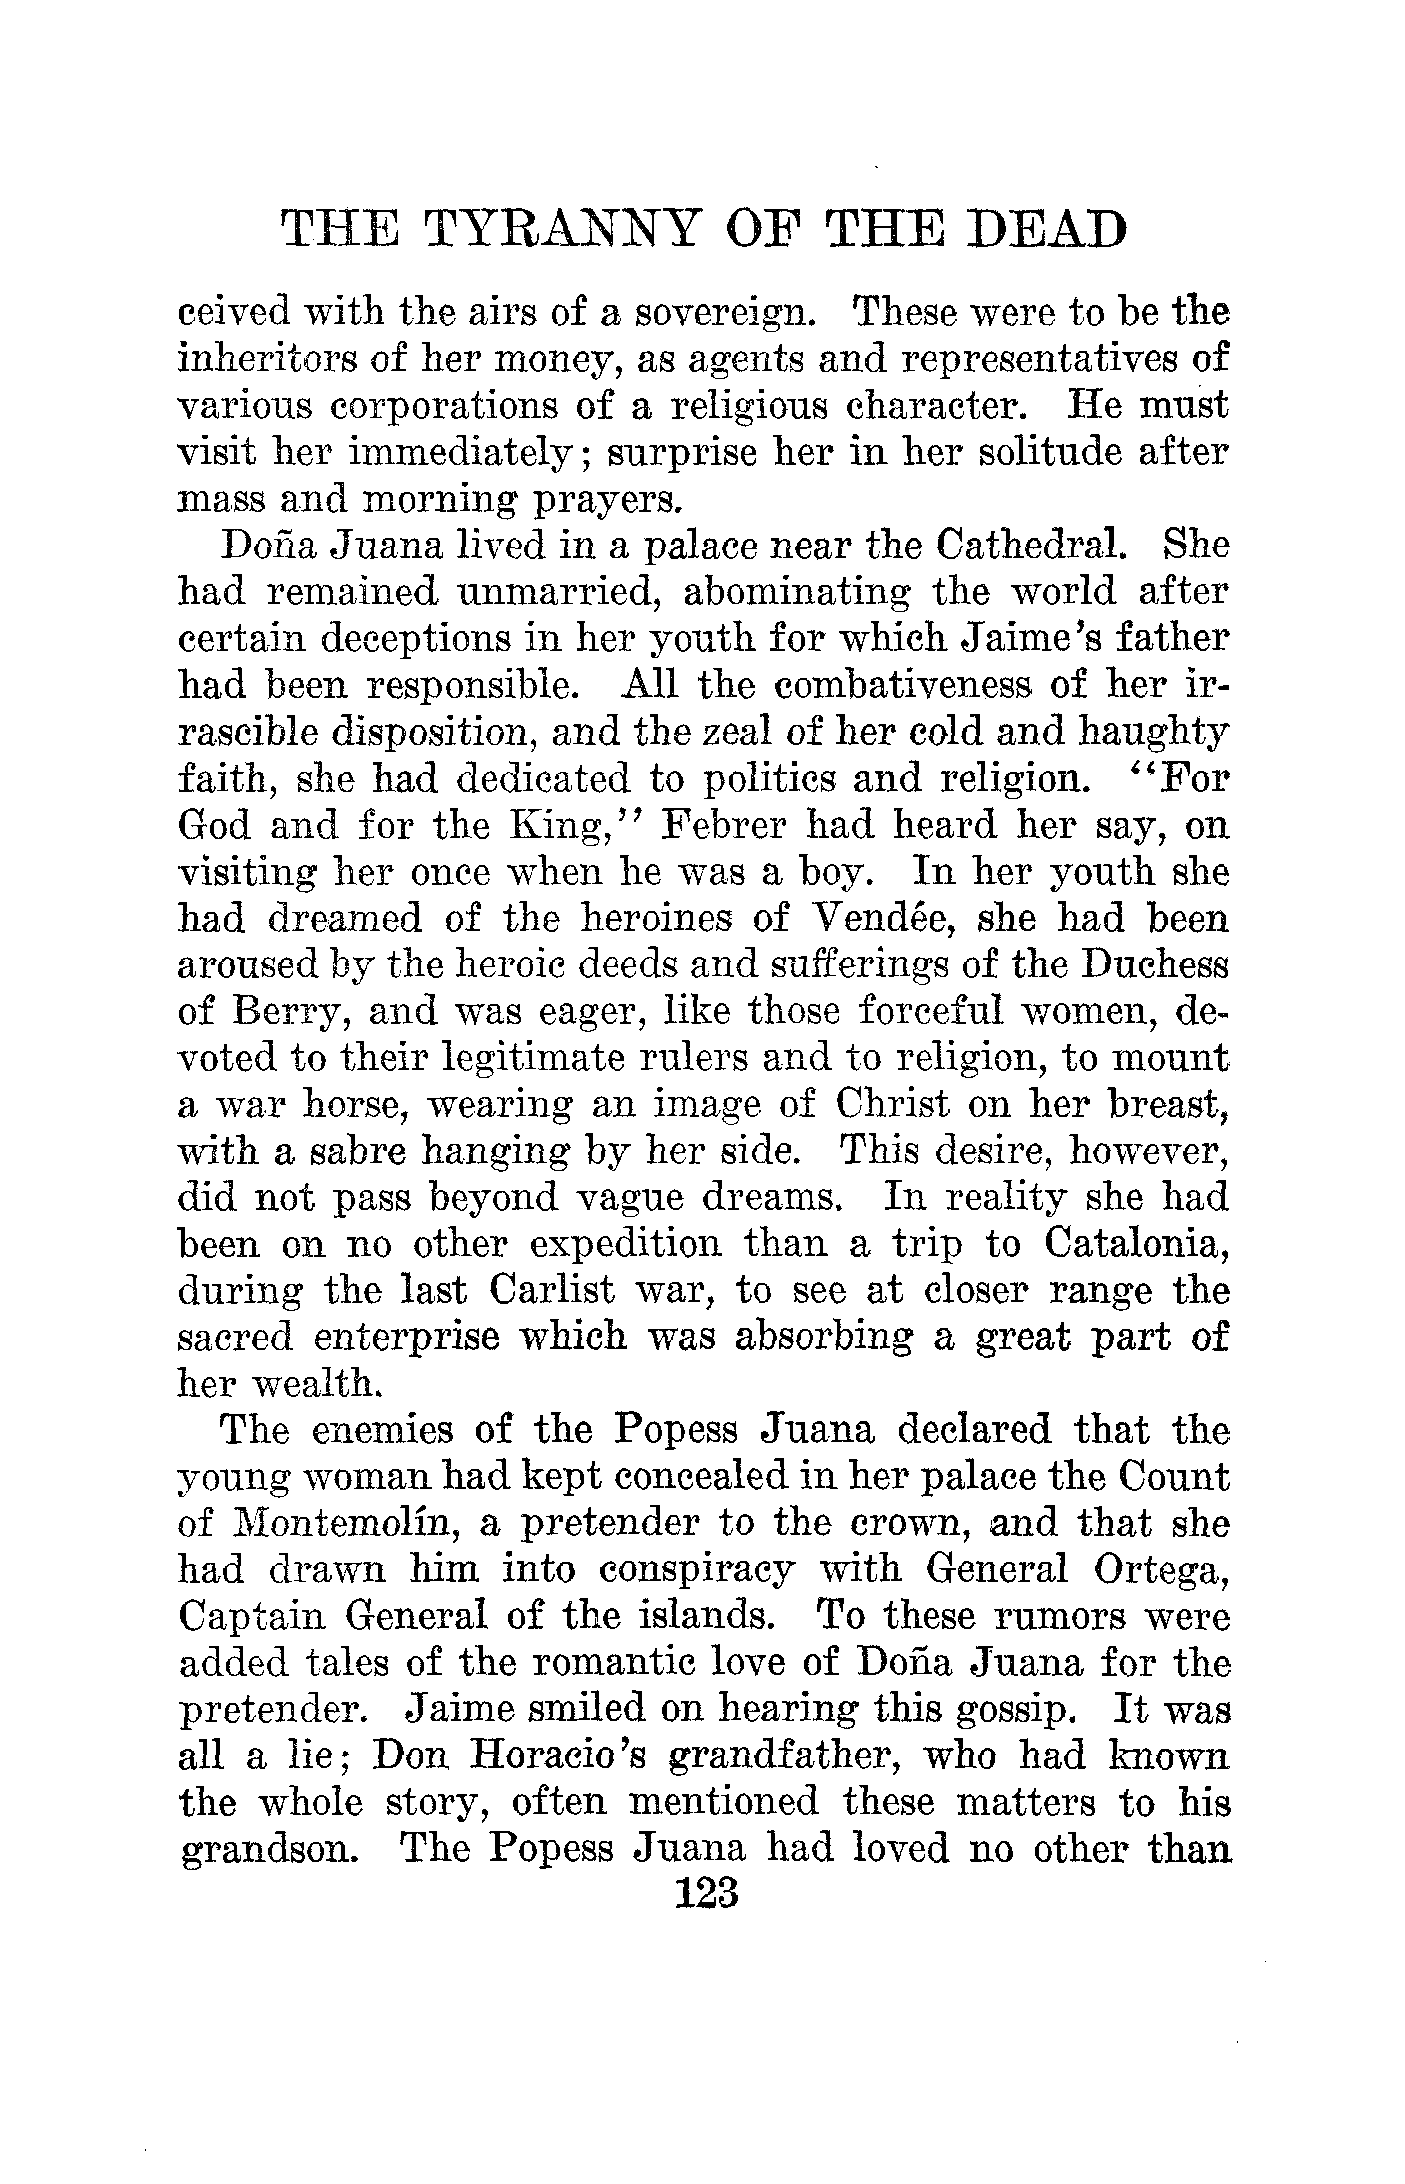 THE TYRANNY OF THE DEAD
ceived with the airs of a sovereign. These were to be the
inheritors of her money, as agents and representatives of
various corporations of a religious character. He must
visit her immediately; surprise her in her solitude after
mass and morning prayers.
Doña Juana lived in a palace near the Cathedral. She
had remained unmarried, abominating the world after
certain deceptions in her youth for which Jaime's father
had been responsible. All the combativeness of her ir-
rascible disposition, and the zeal of her cold and haughty
faith, she had dedicated to politics and religion. "For
God and for the King," Febrer had heard her say, on
visiting her once when he was a boy. In her youth she
had dreamed of the heroines of Vendée, she had been
aroused by the heroic deeds and sufferings of the Duchess
of Berry, and was eager, like those forceful women, de-
voted to their legitimate rulers and to religion, to mount
a war horse, wearing an image of Christ on her breast,
with a sabre hanging by her side. This desire, however,
did not pass beyond vague dreams. In reality she had
been on no other expedition than a trip to Catalonia,
during the last Carlist war, to see at closer range the
sacred enterprise which was absorbing a great part of
her wealth.
The enemies of the Popess Juana declared that the
young woman had kept concealed in her palace the Count
of Montemolín, a pretender to the crown, and that she
had drawn him into conspiracy with General Ortega,
Captain General of the islands. To these rumors were
added tales of the romantic love of Doña Juana for the
pretender. Jaime smiled on hearing this gossip. It was
all a lie; Don Horacio's grandfather, who had known
the whole story, often mentioned these matters to his
grandson. The Popess Juana had loved no other than
123